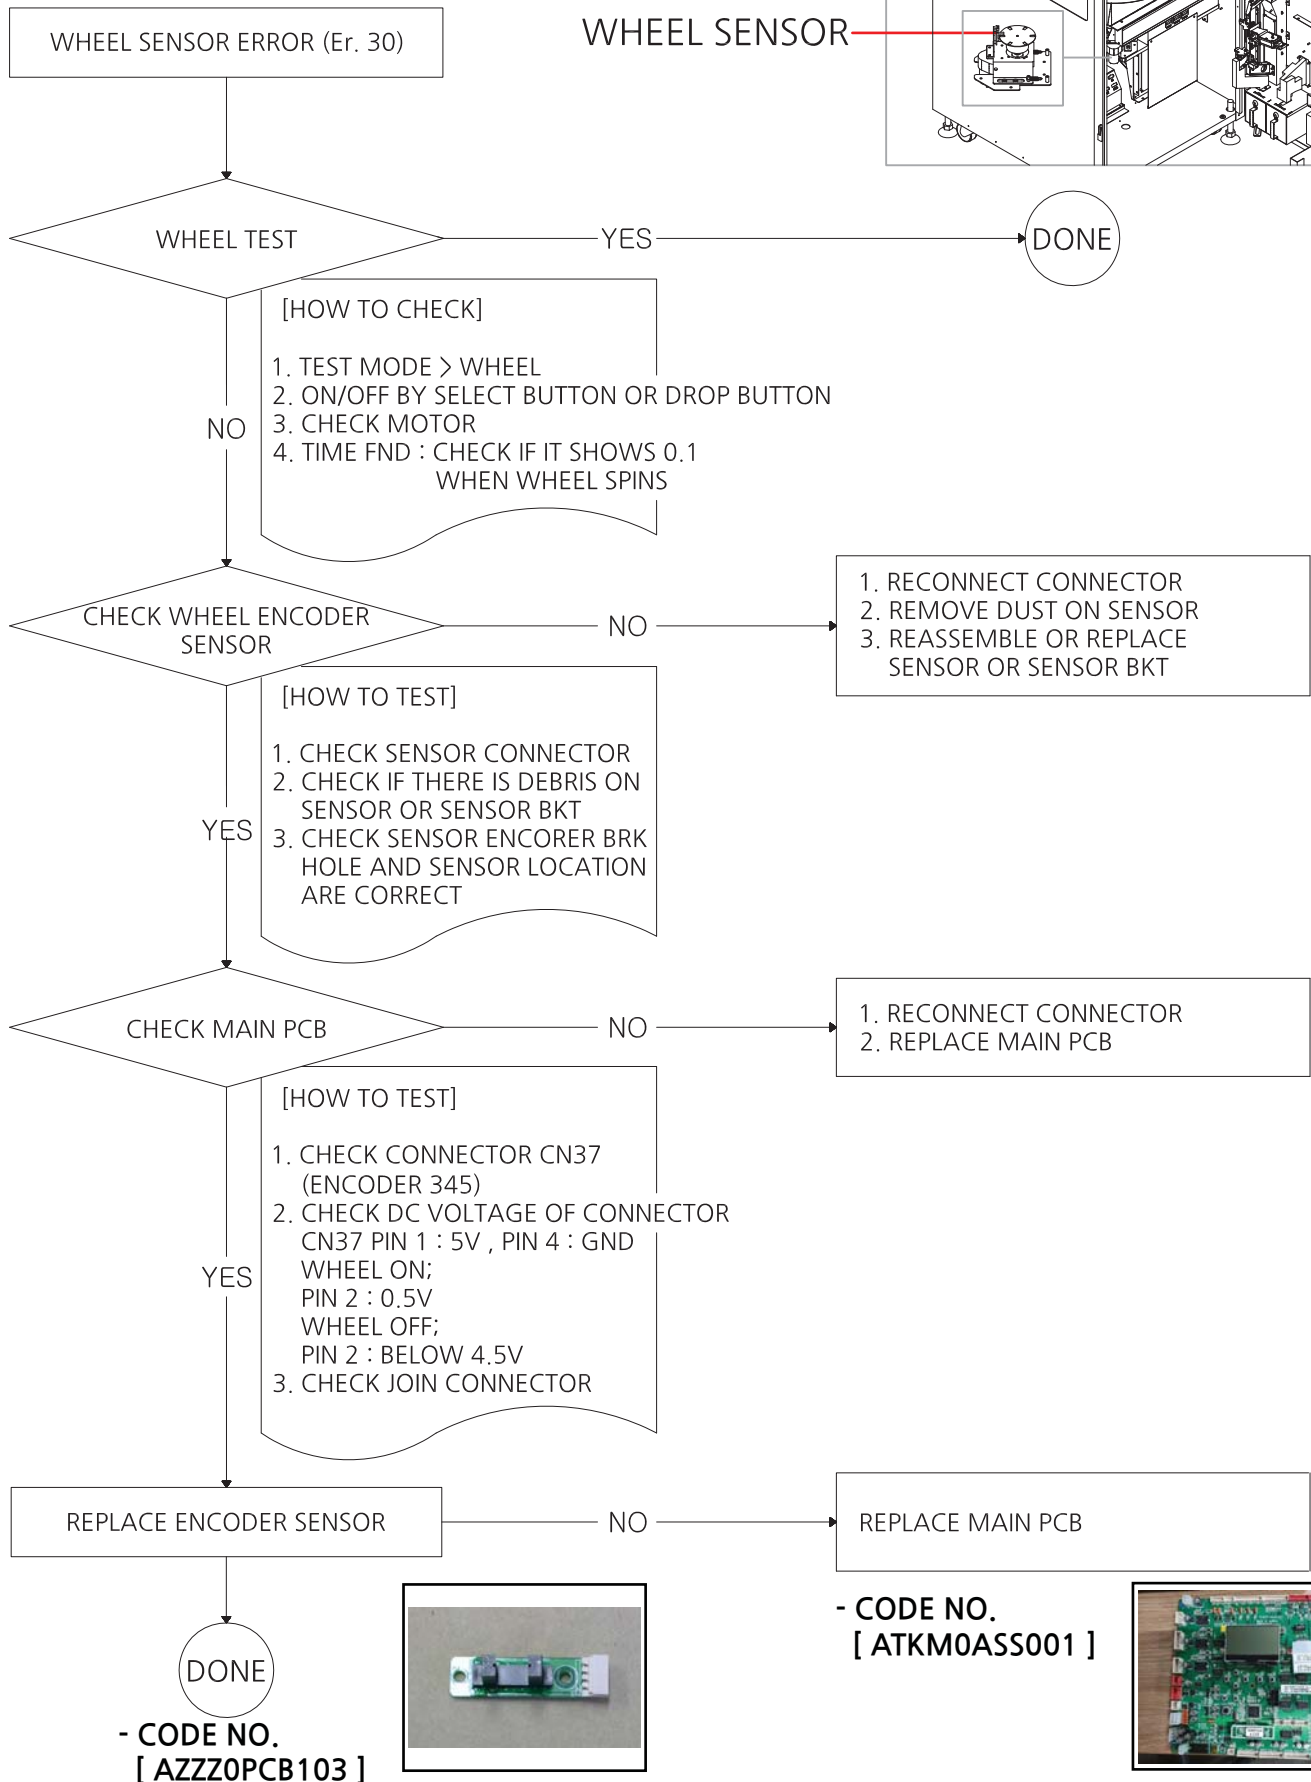 WHEEL SENSOR ERROR (Er. 30)
WHEEL SENSOR
WHEEL TEST
YES
DONE
[HOW TO CHECK]
1. TEST MODE > WHEEL
2. ON/OFF BY SELECT BUTTON OR DROP BUTTON
3. CHECK MOTOR
4. TIME FND : CHECK IF IT SHOWS 0.1
WHEN WHEEL SPINS
NO
CHECK WHEEL ENCODER
SENSOR
NO
1. RECONNECT CONNECTOR
2. REMOVE DUST ON SENSOR
3. REASSEMBLE OR REPLACE
SENSOR OR SENSOR BKT
[HOW TO TEST]
1. CHECK SENSOR CONNECTOR
2. CHECK IF THERE IS DEBRIS ON
SENSOR OR SENSOR BKT
3. CHECK SENSOR ENCORER BRK
HOLE AND SENSOR LOCATION
ARE CORRECT
YES
CHECK MAIN PCB
NO
1. RECONNECT CONNECTOR
2. REPLACE MAIN PCB
[HOW TO TEST]
1. CHECK CONNECTOR CN37
(ENCODER 345)
2. CHECK DC VOLTAGE OF CONNECTOR
CN37 PIN 1 : 5V , PIN 4 : GND
WHEEL ON;
PIN 2 : 0.5V
WHEEL OFF;
PIN 2 : BELOW 4.5V
3. CHECK JOIN CONNECTOR
YES
REPLACE ENCODER SENSOR
NO
REPLACE MAIN PCB
DONE
- CODE NO.
[ AZZZ0PCB103 ]
- CODE NO.
[ ATKM0ASS001 ]